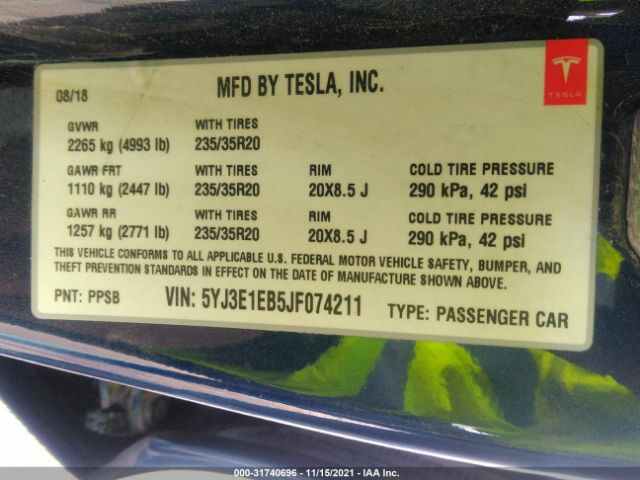 08/18 MFD BY TESLA, INC. TESLA
GVWR WITH TIRES
2265 kg (4993 lb) 235/35R20
GAWR FRT WITH TIRES RIM COLD TIRE PRESSURE
1110 kg (2447 lb) 235/35R20 20X8.5 J 290 kPa, 42 psi
GAWR RR WITH TIRES RIM COLD TIRE PRESSURE
1257 kg (2771 lb) 235/35R20 20X8.5 J 290 kPa, 42 psi
THIS VEHICLE CONFORMS TO ALL APPLICABLE U.S. FEDERAL MOTOR VEHICLE SAFETY, BUMPER, AND
THEFT PREVENTION STANDARDS IN EFFECT ON THE DATE OF MANUFACTURE SHOWN ABOVE.
PNT: PPSB VIN: 5YJ3E1EB5JF074211 TYPE: PASSENGER CAR
000-31740696 - 11/15/2021 - IAA Inc.